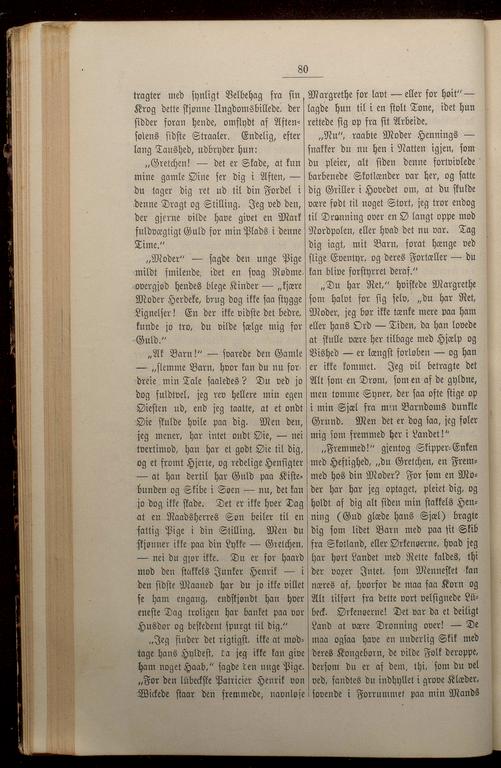 80
tragter med synligt Velbehag fra sin
Krog dette skjønne Ungdomsbillede, der
sidder foran hende, omflydt af Aften-
solens sidste Straaler. Endelig, efter
lang Taushed, udbryder hun:
„Gretchen! — det er Skade, at kun
mine gamle Øine ser dig i Aften, —
du tager dig ret ud til din Fordel i
denne Dragt og Stilling. Jeg ved den,
der gjerne vilde have givet en Mark
fuldvægtigt Guld for min Plads i denne
Time.“
„Moder“ — sagde den unge Pige
mildt smilende, idet en svag Rødme
overgjød hendes blege Kinder — „kjære
Moder Herdeke, brug dog ikke saa stygge
Lignelser! En der ikke vidste det bedre,
kunde jo tro, du vilde sælge mig for
Guld.“
„Ak Barn!“ — svarede den Gamle
— „slemme Barn, hvor kan du nu for-
dreie min Tale saaledes? Du ved jo
dog fuldtvel, jeg rev hellere min egen
Øiesten ud, end jeg taalte, at et ondt
Øie skulde hvile paa dig. Men den,
jeg mener, har intet ondt Øie, — nei
tvertimod, han har et godt Øie til dig,
og et fromt Hjerte, og redelige Hensigter
— at han dertil har Guld paa Kiste-
bunden og Skibe i Søen — nu, det kan
jo dog ikke skade. Det er ikke hver Dag
at en Raadsherres Søn beiler til en
fattig Pige i din Stilling. Men du
skjønner ikke paa din Lykke — Gretchen.
— nei du gjør ikke. Du er for haard
mod den stakkels Junker Henrik — i
den sidste Maaned har du jo ikke villet
se ham engang, endskjøndt han hver
eneste Dag troligen har banket paa vor
Husdør og beskedent spurgt til dig.“
„Jeg finder det rigtigst, ikke at mod-
tage hans Hyldest, da jeg ikke kan give
ham noget Haab,“ sagde den unge Pige.
„For den lübeckske Patricier Henrik von
Wickede staar den fremmede, navnløse
Margrethe for lavt — eller for høit“ —
lagde hun til i en stolt Tone, idet hun
rettede sig op fra sit Arbeide.
„Nu“, raabte Moder Hennings —
snakker du nu hen i Natten igjen, som
du pleier, alt siden denne fortvivlede
barbenede Skotlænder var her, og satte
dig Griller i Hovedet om, at du skulde
være født til noget Stort, jeg tror endog
til Dronning over en Ø langt oppe mod
Nordpolen, eller hvad det nu var. Tag
dig iagt, mit Barn, forat hænge ved
slige Eventyr, og deres Fortæller — du
kan blive forstyrret deraf.“
„Du har Ret,“ hviskede Margrethe
som halvt for sig selv, „du har Ret,
Moder, jeg bør ikke tænke mere paa ham
eller hans Ord — Tiden, da han lovede
at skulle være her tilbage med Hjælp og
Vished — er længst forløben — og han
er ikke kommet. Jeg vil betragte det
Alt som en Drøm, som en af de gyldne,
men tomme Syner, der saa ofte stige op
i min Sjæl fra min Barndoms dunkle
Grund. Men det er dog saa, jeg føler
mig som fremmed her i Landet!“
„Fremmed!“ gjentog Skipper-Enken
med Heftighed, „du Gretchen, en Frem-
med hos din Moder? For som en Mo-
der har har jeg optaget, pleiet dig, og
holdt af dig alt siden min stakkels Hen-
ning (Gud glæde hans Sjæl) bragte
dig som lidet Barn med paa sit Skib
fra Skotland, eller Ørkenøerne, hvad jeg
har hørt Landet med Rette kaldes, thi
der voxer Intet, som Mennesket kan
næres af, hvorfor de maa faa Korn og
Alt tilført fra dette vort velsignede Lü-
beck. Ørkenøerne! Det var da et deiligt
Land at være Dronning over! — De
maa ogsaa have en underlig Skik med
deres Kongebørn, de vilde Folk deroppe,
dersom du er af dem, thi, som du vel
ved, sandtes du indhyllet i grove Klæder,
sovende i Forrummet paa min Mands